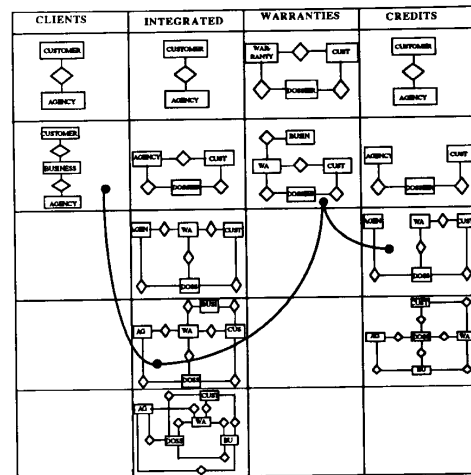 CLIENTS INTEGRATED WARRANTIES CREDITS
CUSTOMER CUSTOMER WAR-
RANTY CUST CUSTOMER
AGENCY AGENCY DOSSIER AGENCY
CUSTOMER BUSINESS AGENCY
AGENCY CUST DOSSIER
BUSIN WA CUST DOSSIER
AGENCY CUST DOSSIER
AGEN WA CUST DOSS
AGEN WA CUST DOSS
BUSI AG WA CUS DOSS
CUST AG DOSS WA BU
CUST AG WA DOSS BU